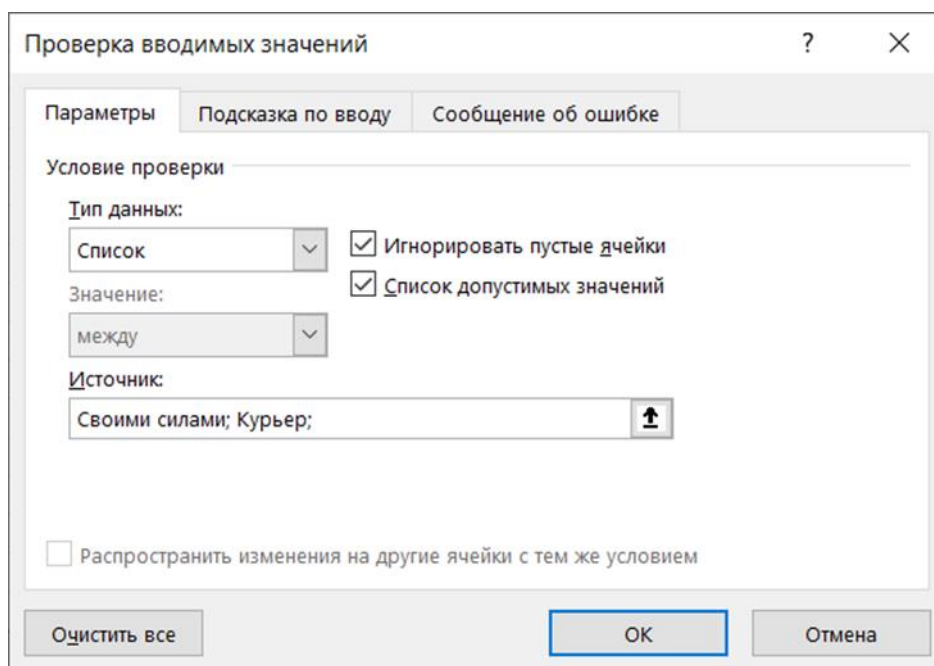 Проверка вводимых значений ?
Параметры Подсказка по вводу Сообщение об ошибке
Условие проверки
Тип данных:
Список Игнорировать пустые ячейки
Список допустимых значений
Значение:
между
Источник:
Своими силами; Курьер;
Распространить изменения на другие ячейки с тем же условием
Очистить все ОК Отмена